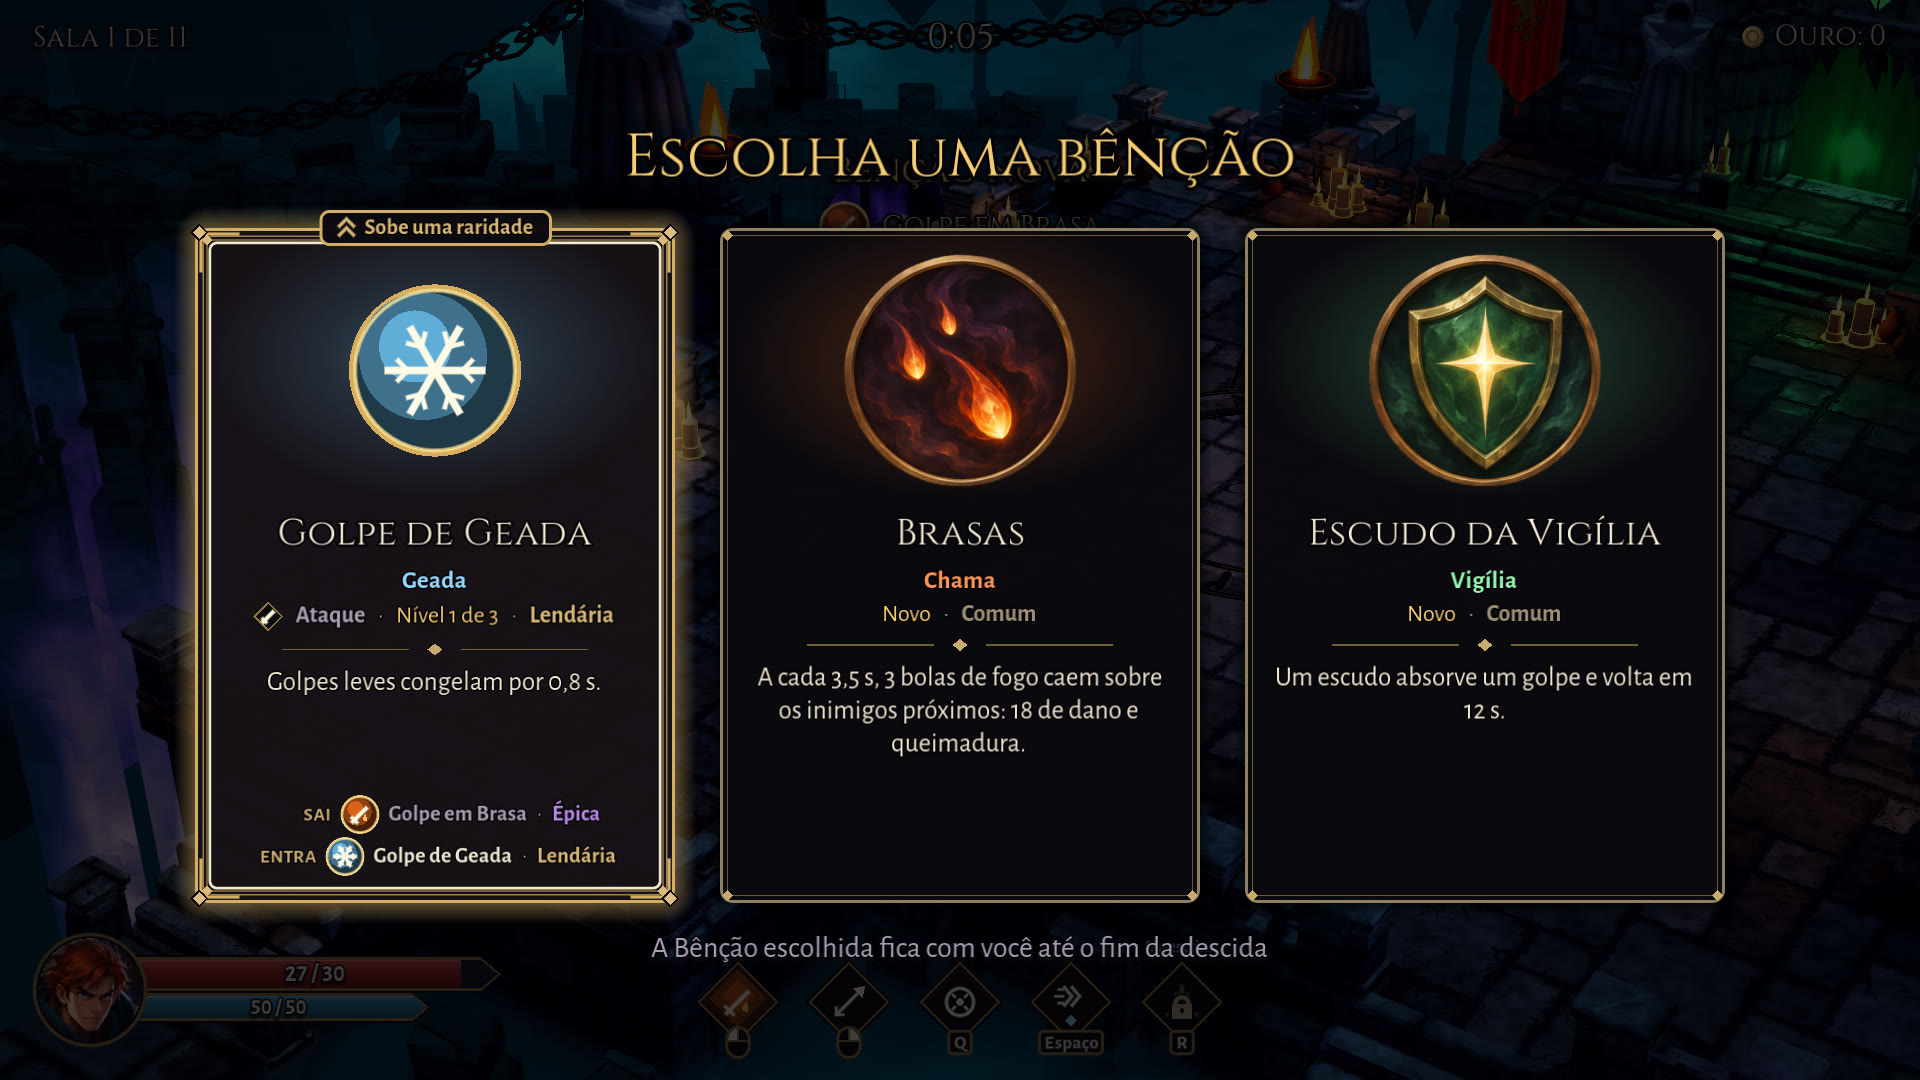 SALA 1 DE 11
0:05
OURO: 0
ESCOLHA UMA BÊNÇÃO
GOLPE EM BRASA
Sobe uma raridade
GOLPE DE GEADA
Geada
Ataque · Nível 1 de 3 · Lendária
Golpes leves congelam por 0,8 s.
SAI Golpe em Brasa · Épica
ENTRA Golpe de Geada · Lendária
BRASAS
Chama
Novo · Comum
A cada 3,5 s, 3 bolas de fogo caem sobre
os inimigos próximos: 18 de dano e
queimadura.
ESCUDO DA VIGÍLIA
Vigília
Novo · Comum
Um escudo absorve um golpe e volta em
12 s.
A Bênção escolhida fica com você até o fim da descida
27/30
50/50
Q
Espaço
R